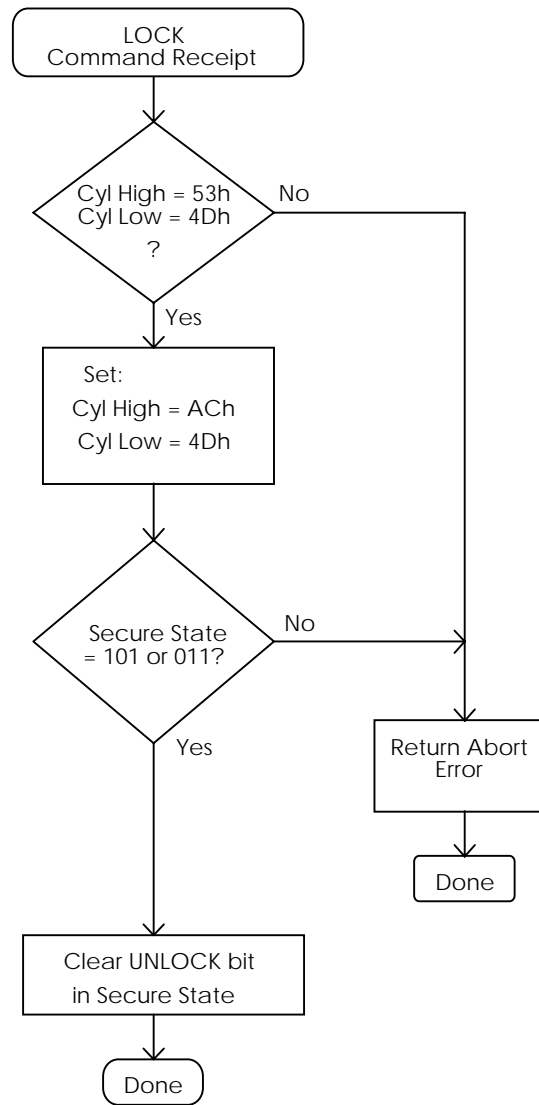 LOCK
Command Receipt
Cyl High = 53h
Cyl Low = 4Dh
?
No
Yes
Set:
Cyl High = ACh
Cyl Low = 4Dh
Secure State
= 101 or 011?
No
Yes
Return Abort
Error
Done
Clear UNLOCK bit
in Secure State
Done